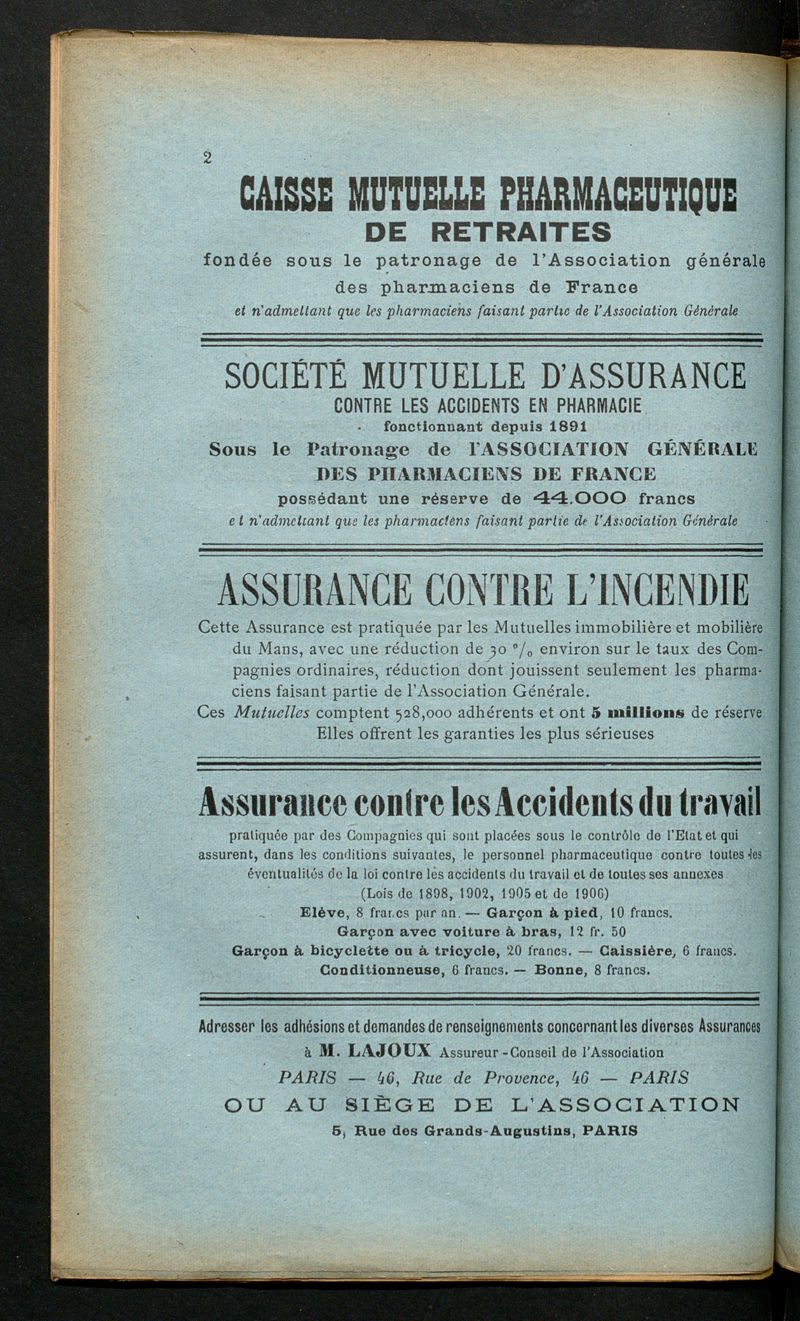 2
CAISSE MUTUELLE PHARMACEUTIQUE
DE RETRAITES
fondée sous le patronage de l'Association générale
des pharmaciens de France
et n'admettant que les pharmaciens faisant partie de l'Association Générale
SOCIÉTÉ MUTUELLE D'ASSURANCE
CONTRE LES ACCIDENTS EN PHARMACIE
fonctionnant depuis 1891
Sous le Patronage de l'ASSOCIATION GÉNÉRALE
DES PHARMACIENS DE FRANCE
possédant une réserve de 44.000 francs
et n'admettant que les pharmaciens faisant partie de l'Association Générale
ASSURANCE CONTRE L'INCENDIE
Cette Assurance est pratiquée par les Mutuelles immobilière et mobilière
du Mans, avec une réduction de 30 % environ sur le taux des Com-
pagnies ordinaires, réduction dont jouissent seulement les pharma-
ciens faisant partie de l'Association Générale.
Ces Mutuelles comptent 528,000 adhérents et ont 5 millions de réserve
Elles offrent les garanties les plus sérieuses
Assurance contre les Accidents du travail
pratiquée par des Compagnies qui sont placées sous le contrôle de l'Etat et qui
assurent, dans les conditions suivantes, le personnel pharmaceutique contre toutes les
éventualités de la loi contre les accidents du travail et de toutes ses annexes
(Lois de 1898, 1902, 1905 et de 1906)
Elève, 8 francs par an. — Garçon à pied, 10 francs.
Garçon avec voiture à bras, 12 fr. 50
Garçon à bicyclette ou à tricycle, 20 francs. — Caissière, 6 francs.
Conditionneuse, 6 francs. — Bonne, 8 francs.
Adresser les adhésions et demandes de renseignements concernant les diverses Assurances
à M. LAJOUX Assureur-Conseil de l'Association
PARIS — 46, Rue de Provence, 46 — PARIS
OU AU SIÈGE DE L'ASSOCIATION
5, Rue des Grands-Augustins, PARIS